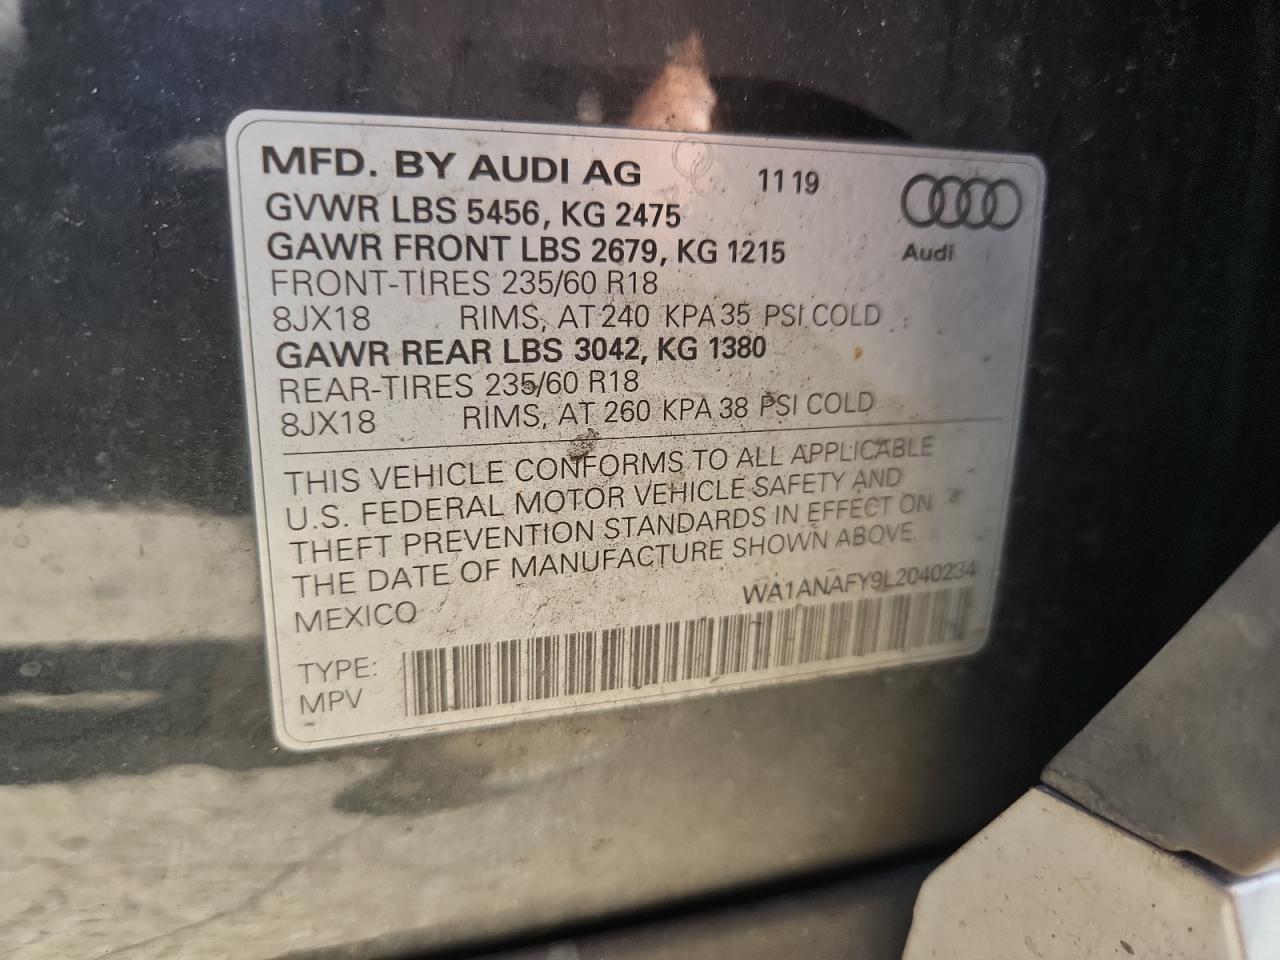 MFD. BY AUDI AG 11 19
GVWR LBS 5456, KG 2475
GAWR FRONT LBS 2679, KG 1215
Audi
FRONT-TIRES 235/60 R18
8JX18 RIMS, AT 240 KPA 35 PSI COLD
GAWR REAR LBS 3042, KG 1380
REAR-TIRES 235/60 R18
8JX18 RIMS, AT 260 KPA 38 PSI COLD
THIS VEHICLE CONFORMS TO ALL APPLICABLE
U.S. FEDERAL MOTOR VEHICLE SAFETY AND
THEFT PREVENTION STANDARDS IN EFFECT ON
THE DATE OF MANUFACTURE SHOWN ABOVE.
MEXICO WA1ANAFY9L2040234
TYPE:
MPV